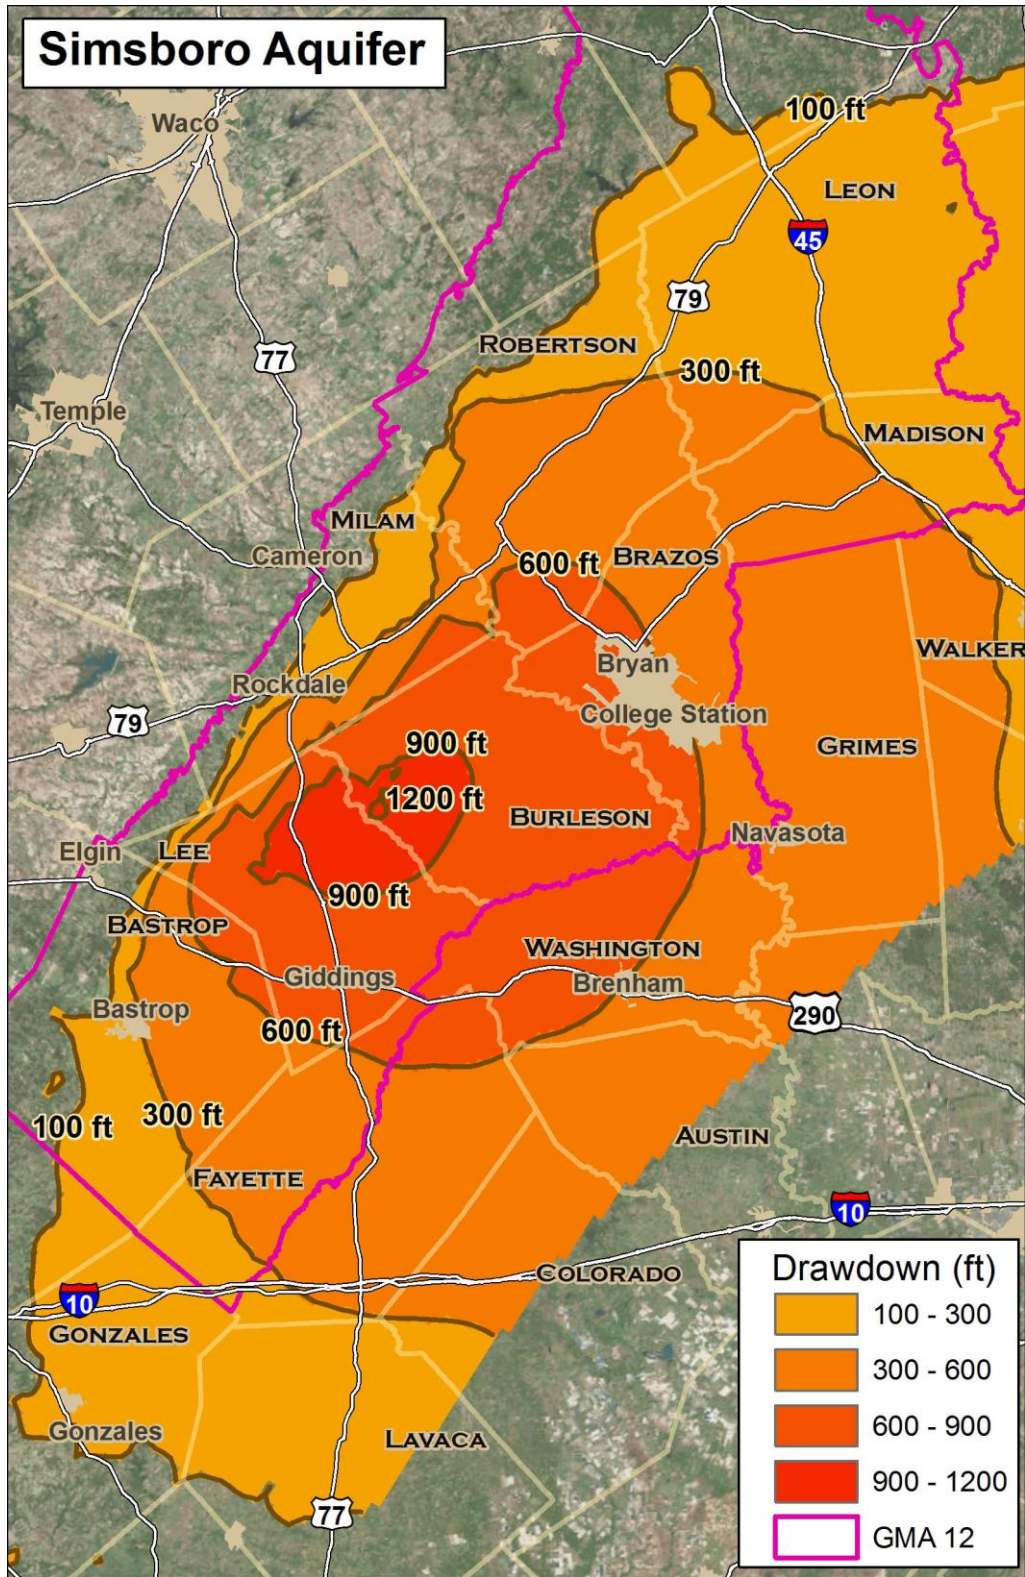 Simsboro Aquifer
Waco
100 ft
LEON
45
79
77
ROBERTSON
300 ft
Temple
MADISON
MILAM
Cameron
600 ft
BRAZOS
WALKER
Bryan
Rockdale
79
College Station
900 ft
GRIMES
1200 ft
BURLESON
Navasota
Elgin
LEE
900 ft
BASTROP
WASHINGTON
Giddings
Brenham
Bastrop
290
600 ft
100 ft
300 ft
AUSTIN
FAYETTE
10
COLORADO
10
GONZALES
Gonzales
LAVACA
77
Drawdown (ft)
100 - 300
300 - 600
600 - 900
900 - 1200
GMA 12